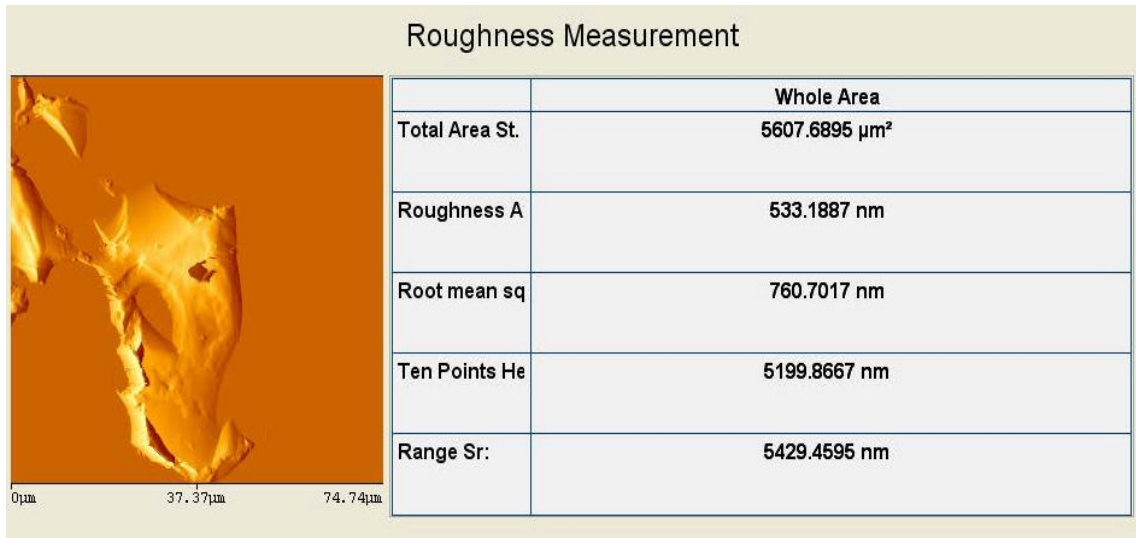 Roughness Measurement
Whole Area
Total Area St. 5607.6895 µm²
Roughness A 533.1887 nm
Root mean sq 760.7017 nm
Ten Points He 5199.8667 nm
Range Sr: 5429.4595 nm
0µm 37.37µm 74.74µm